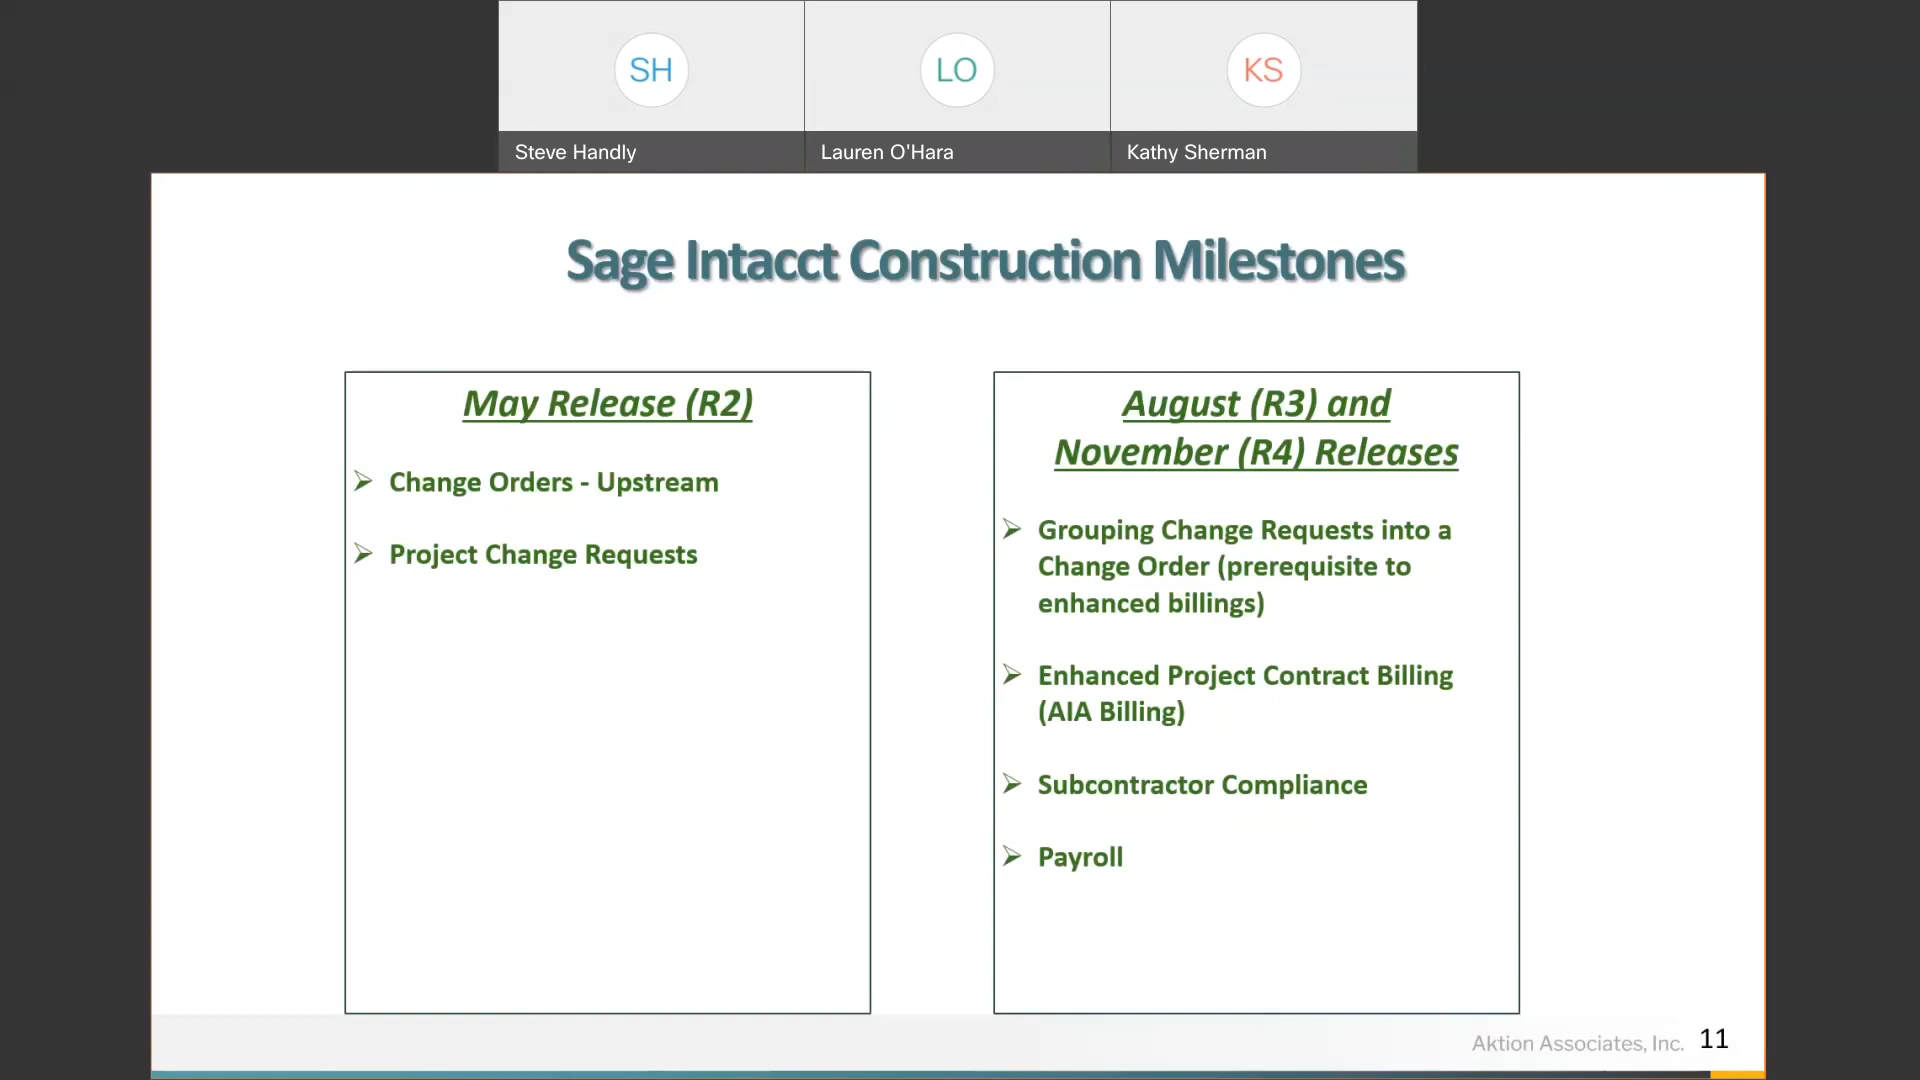 SH
LO
KS
Steve Handly
Lauren O'Hara
Kathy Sherman
Sage Intacct Construction Milestones
May Release (R2)
➢ Change Orders - Upstream
➢ Project Change Requests
August (R3) and
November (R4) Releases
➢ Grouping Change Requests into a
Change Order (prerequisite to
enhanced billings)
➢ Enhanced Project Contract Billing
(AIA Billing)
➢ Subcontractor Compliance
➢ Payroll
Aktion Associates, Inc. 11